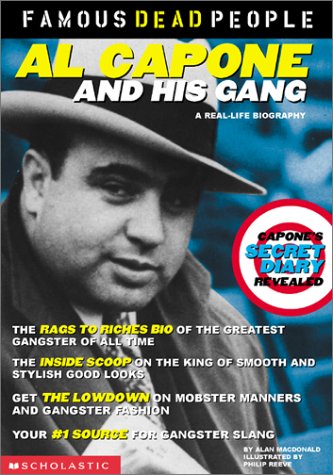 FAMOUS DEAD PEOPLE
AL CAPONE
AND HIS GANG
A REAL-LIFE BIOGRAPHY
CAPONE'S
SECRET
DIARY
REVEALED
THE RAGS TO RICHES BIO OF THE GREATEST
GANGSTER OF ALL TIME
THE INSIDE SCOOP ON THE KING OF SMOOTH AND
STYLISH GOOD LOOKS
GET THE LOWDOWN ON MOBSTER MANNERS
AND GANGSTER FASHION
YOUR #1 SOURCE FOR GANGSTER SLANG
BY ALAN MACDONALD
ILLUSTRATED BY
PHILIP REEVE
SCHOLASTIC